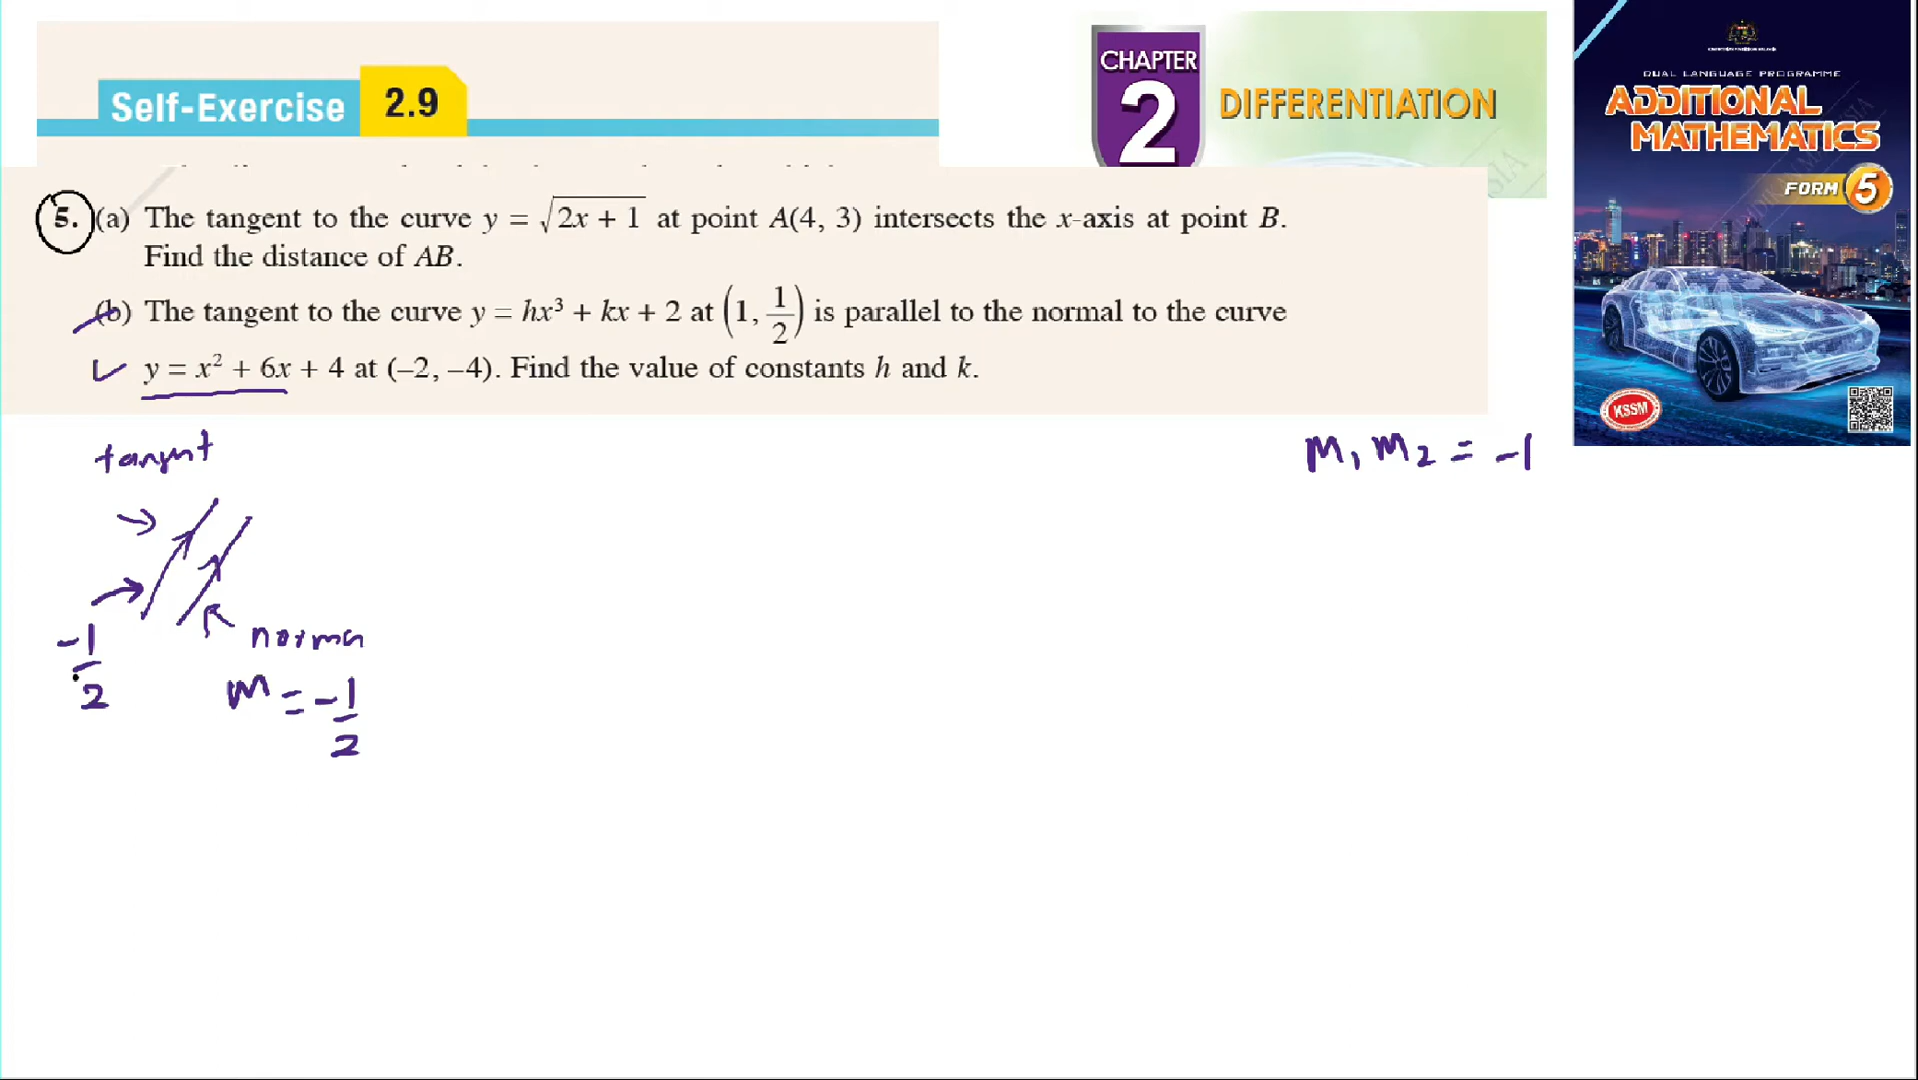 Self-Exercise 2.9
CHAPTER
2
DIFFERENTIATION
DUAL LANGUAGE PROGRAMME
ADDITIONAL
MATHEMATICS
FORM 5
KSSM
5. (a) The tangent to the curve y = √(2x + 1) at point A(4, 3) intersects the x-axis at point B.
Find the distance of AB.
(b) The tangent to the curve y = hx³ + kx + 2 at (1, 1/2) is parallel to the normal to the curve
y = x² + 6x + 4 at (–2, –4). Find the value of constants h and k.
tangent
m₁ m₂ = -1
normal
-1/2
m = -1/2